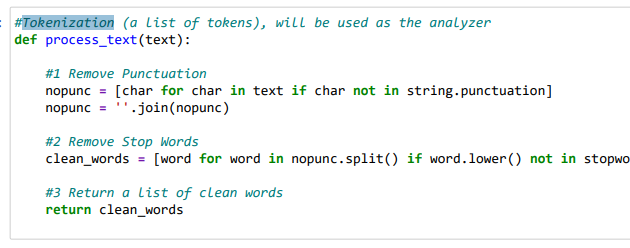 #Tokenization (a list of tokens), will be used as the analyzer
def process_text(text):
#1 Remove Punctuation
nopunc = [char for char in text if char not in string.punctuation]
nopunc = ''.join(nopunc)
#2 Remove Stop Words
clean_words = [word for word in nopunc.split() if word.lower() not in stopwo
#3 Return a list of clean words
return clean_words